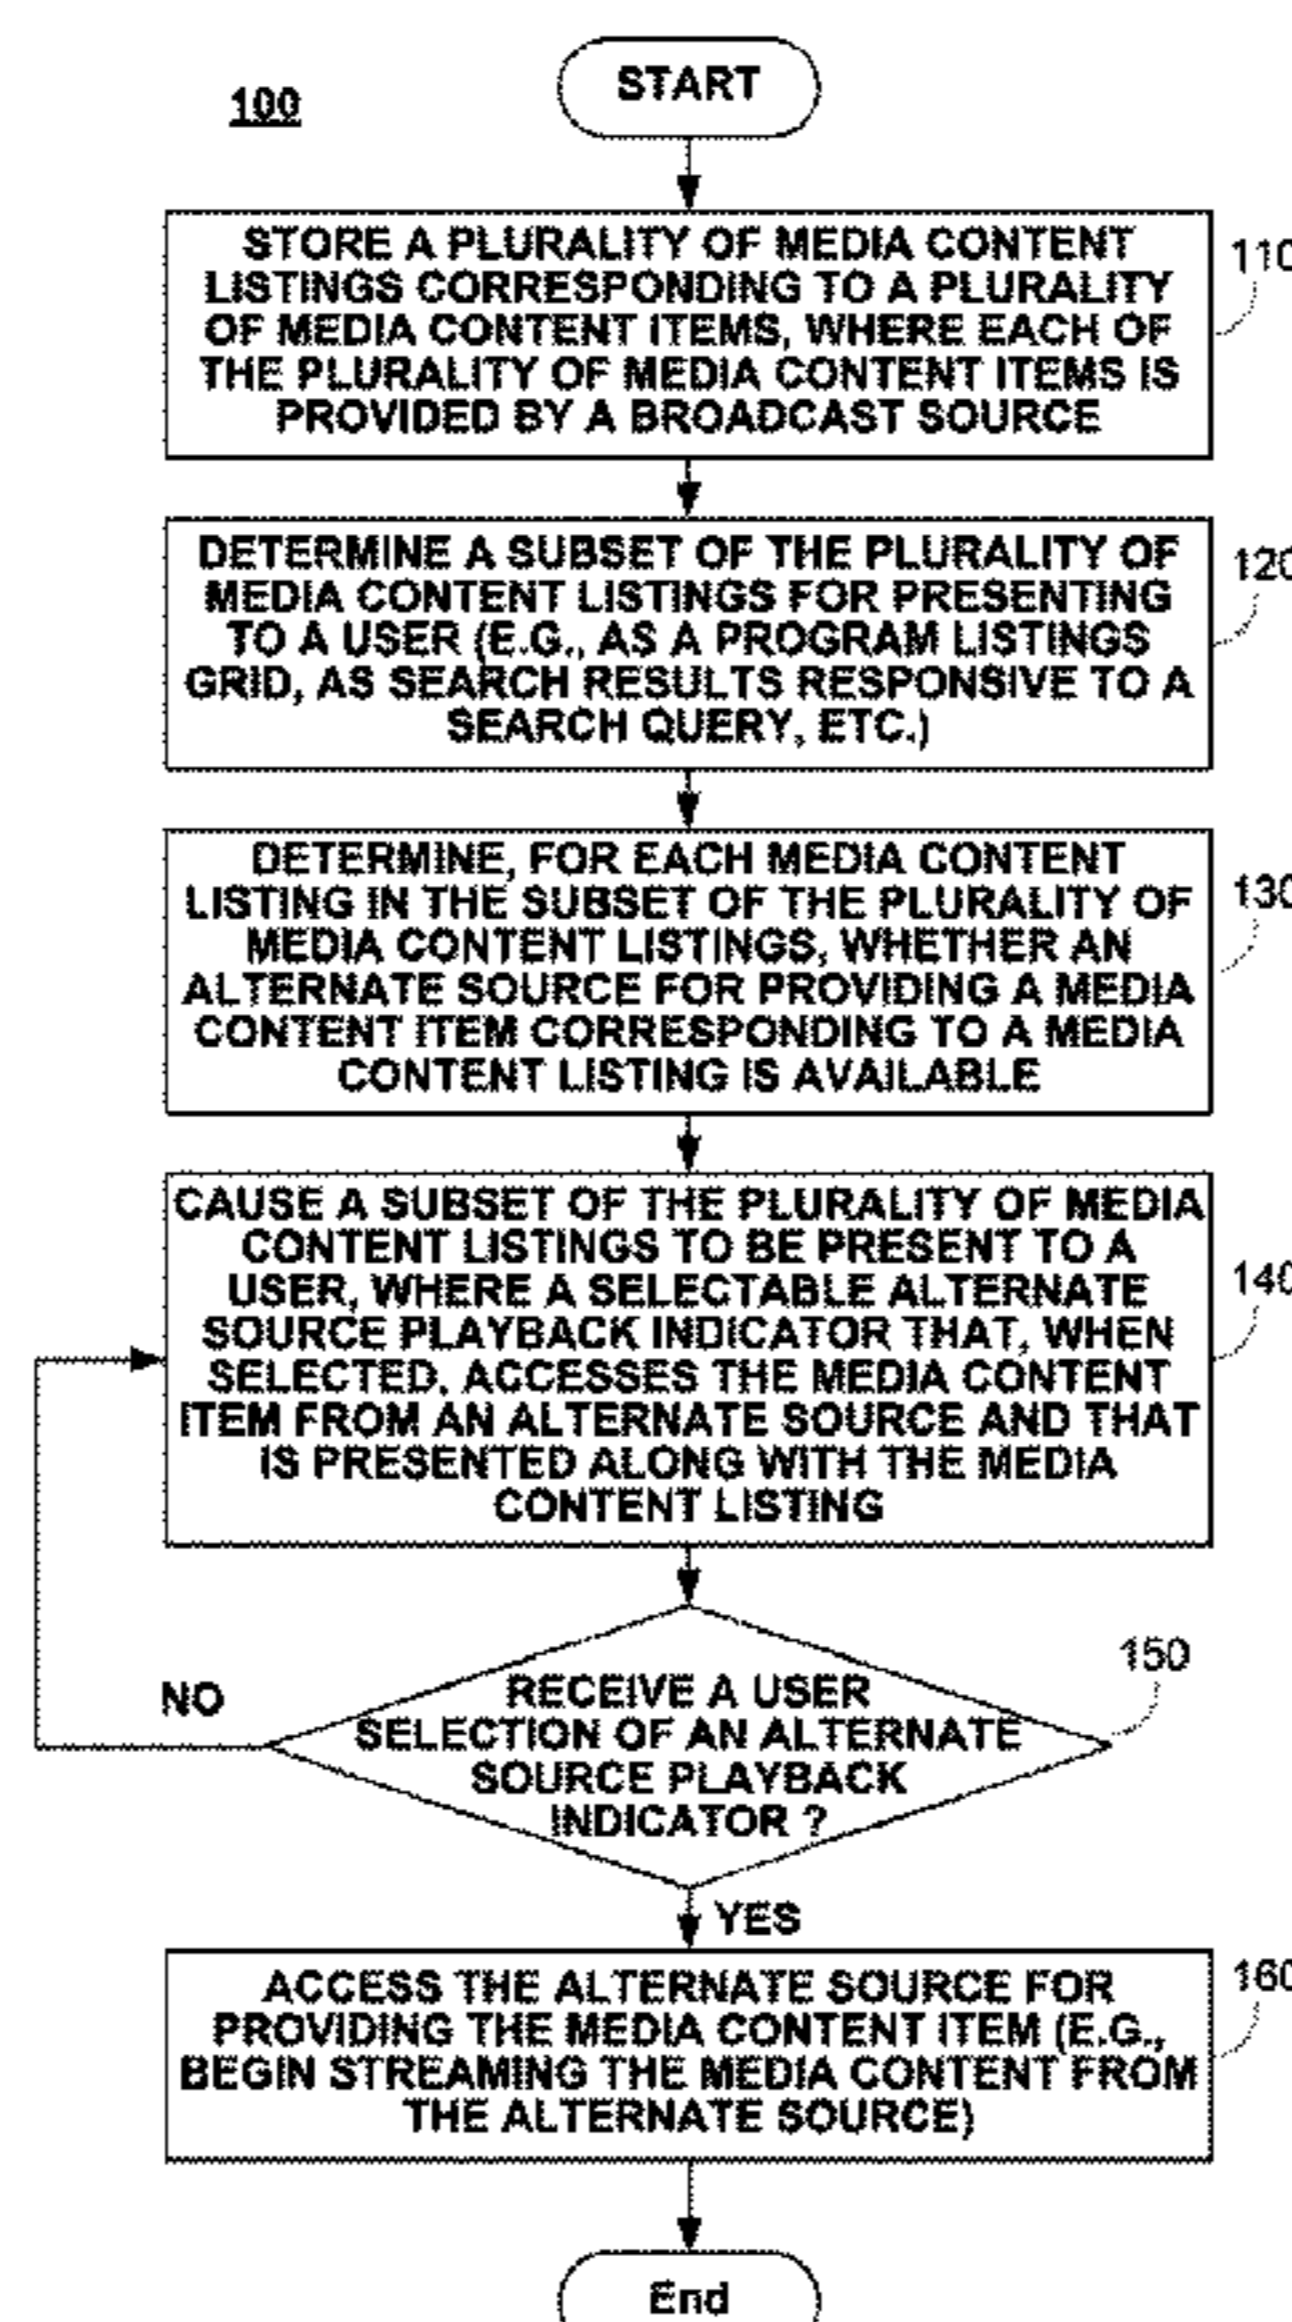 100
START
STORE A PLURALITY OF MEDIA CONTENT
LISTINGS CORRESPONDING TO A PLURALITY
OF MEDIA CONTENT ITEMS, WHERE EACH OF
THE PLURALITY OF MEDIA CONTENT ITEMS IS
PROVIDED BY A BROADCAST SOURCE
110
DETERMINE A SUBSET OF THE PLURALITY OF
MEDIA CONTENT LISTINGS FOR PRESENTING
TO A USER (E.G., AS A PROGRAM LISTINGS
GRID, AS SEARCH RESULTS RESPONSIVE TO A
SEARCH QUERY, ETC.)
120
DETERMINE, FOR EACH MEDIA CONTENT
LISTING IN THE SUBSET OF THE PLURALITY OF
MEDIA CONTENT LISTINGS, WHETHER AN
ALTERNATE SOURCE FOR PROVIDING A MEDIA
CONTENT ITEM CORRESPONDING TO A MEDIA
CONTENT LISTING IS AVAILABLE
130
CAUSE A SUBSET OF THE PLURALITY OF MEDIA
CONTENT LISTINGS TO BE PRESENT TO A
USER, WHERE A SELECTABLE ALTERNATE
SOURCE PLAYBACK INDICATOR THAT, WHEN
SELECTED, ACCESSES THE MEDIA CONTENT
ITEM FROM AN ALTERNATE SOURCE AND THAT
IS PRESENTED ALONG WITH THE MEDIA
CONTENT LISTING
140
RECEIVE A USER
SELECTION OF AN ALTERNATE
SOURCE PLAYBACK
INDICATOR ?
150
NO
YES
ACCESS THE ALTERNATE SOURCE FOR
PROVIDING THE MEDIA CONTENT ITEM (E.G.,
BEGIN STREAMING THE MEDIA CONTENT FROM
THE ALTERNATE SOURCE)
160
End